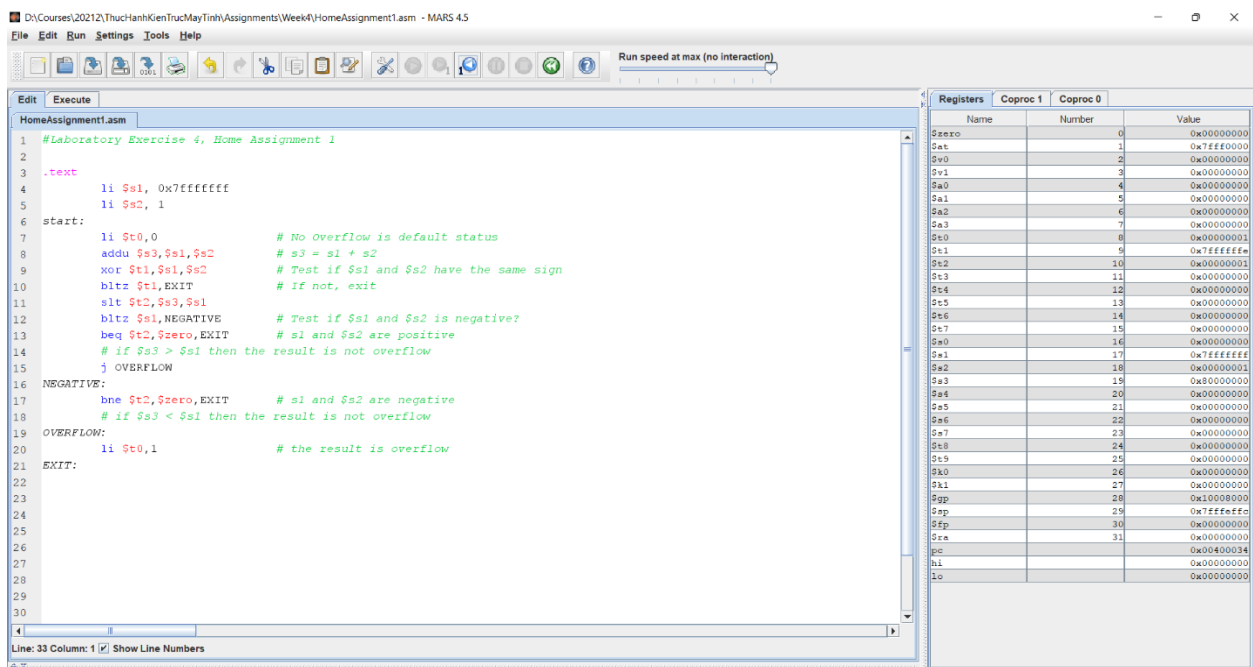 D:\Courses\20212\ThucHanhKienTrucMayTinh\Assignments\Week4\HomeAssignment1.asm - MARS 4.5
File Edit Run Settings Tools Help
Run speed at max (no interaction)
Edit Execute
HomeAssignment1.asm
1 #Laboratory Exercise 4, Home Assignment 1
2
3 .text
4 li $s1, 0x7fffffff
5 li $s2, 1
6 start:
7 li $t0,0 # No Overflow is default status
8 addu $s3,$s1,$s2 # s3 = s1 + s2
9 xor $t1,$s1,$s2 # Test if $s1 and $s2 have the same sign
10 bltz $t1,EXIT # If not, exit
11 slt $t2,$s3,$s1
12 bltz $s1,NEGATIVE # Test if $s1 and $s2 is negative?
13 beq $t2,$zero,EXIT # s1 and $s2 are positive
14 # if $s3 > $s1 then the result is not overflow
15 j OVERFLOW
16 NEGATIVE:
17 bne $t2,$zero,EXIT # s1 and $s2 are negative
18 # if $s3 < $s1 then the result is not overflow
19 OVERFLOW:
20 li $t0,1 # the result is overflow
21 EXIT:
22
23
24
25
26
27
28
29
30
Line: 33 Column: 1 Show Line Numbers
Registers Coproc 1 Coproc 0
Name Number Value
$zero 0 0x00000000
$at 1 0x7fff0000
$v0 2 0x00000000
$v1 3 0x00000000
$a0 4 0x00000000
$a1 5 0x00000000
$a2 6 0x00000000
$a3 7 0x00000000
$t0 8 0x00000001
$t1 9 0x7ffffffe
$t2 10 0x00000001
$t3 11 0x00000000
$t4 12 0x00000000
$t5 13 0x00000000
$t6 14 0x00000000
$t7 15 0x00000000
$s0 16 0x00000000
$s1 17 0x7fffffff
$s2 18 0x00000001
$s3 19 0x80000000
$s4 20 0x00000000
$s5 21 0x00000000
$s6 22 0x00000000
$s7 23 0x00000000
$t8 24 0x00000000
$t9 25 0x00000000
$k0 26 0x00000000
$k1 27 0x00000000
$gp 28 0x10008000
$sp 29 0x7fffeffc
$fp 30 0x00000000
$ra 31 0x00000000
pc 0x00400034
hi 0x00000000
lo 0x00000000